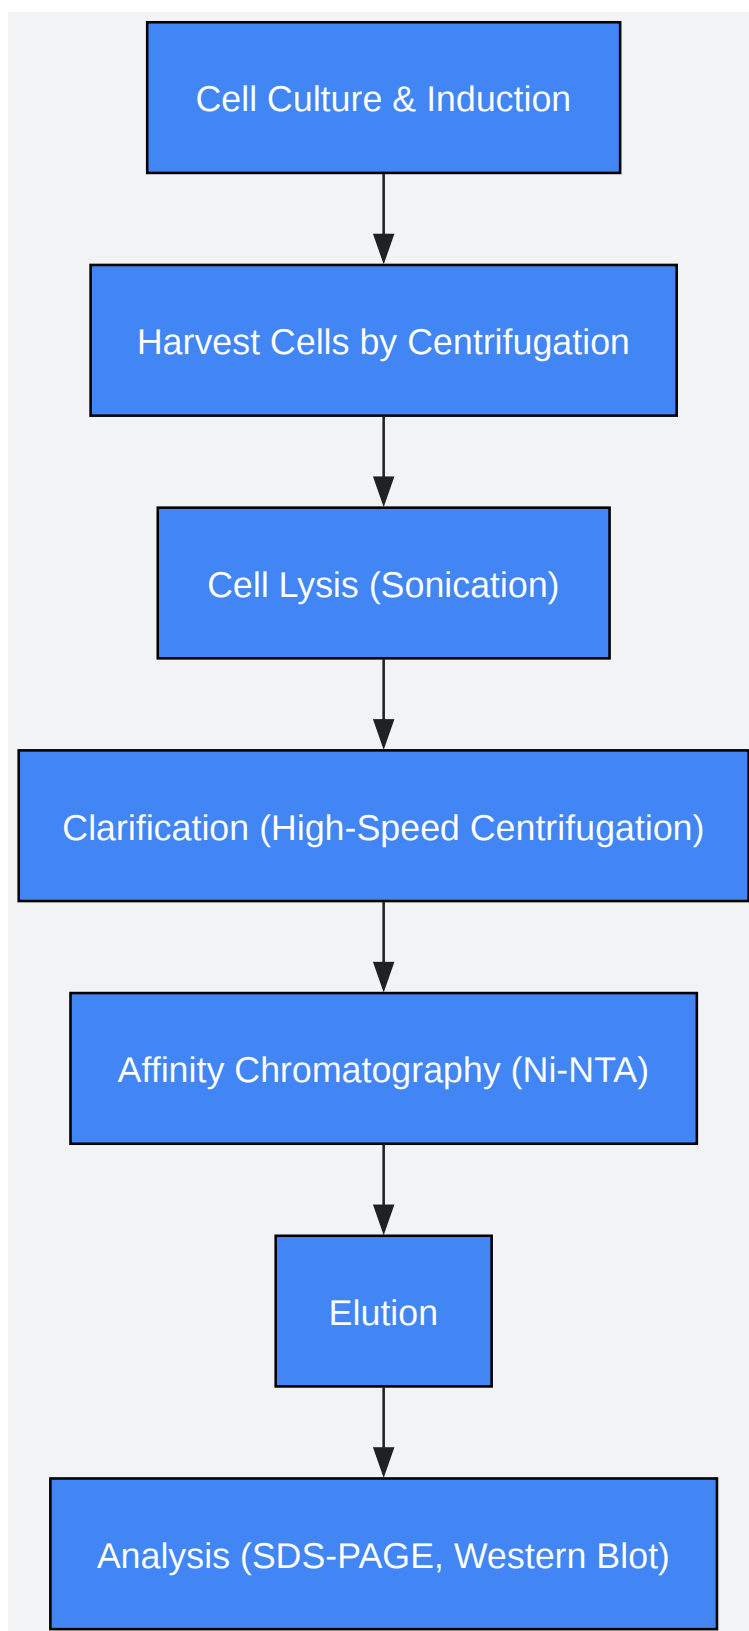 Cell Culture & Induction
Harvest Cells by Centrifugation
Cell Lysis (Sonication)
Clarification (High-Speed Centrifugation)
Affinity Chromatography (Ni-NTA)
Elution
Analysis (SDS-PAGE, Western Blot)